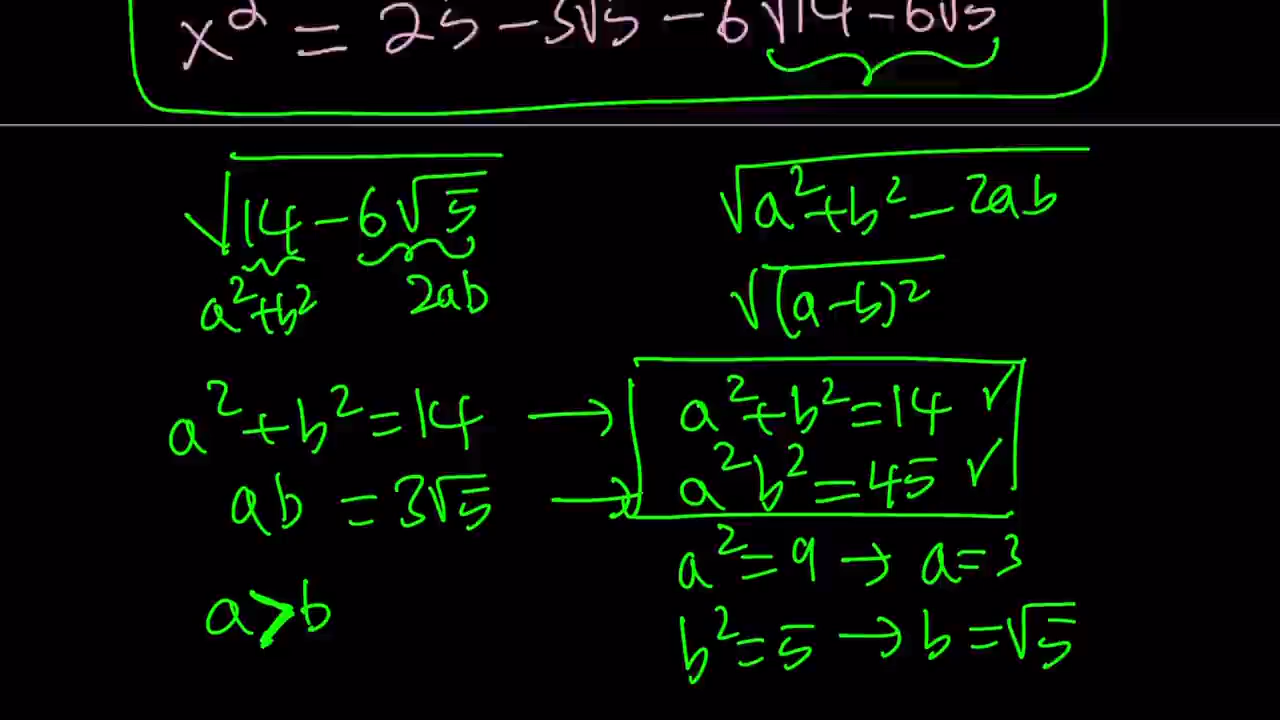 x² = 25 - 5√5 - 6√14-6√5
√14-6√5
a²+b² 2ab
√a²+b²-2ab
√(a-b)²
a²+b²=14 → a²+b²=14 ✓
ab = 3√5 → a²b²=45 ✓
a²=9 → a=3
a>b
b²=5 → b=√5